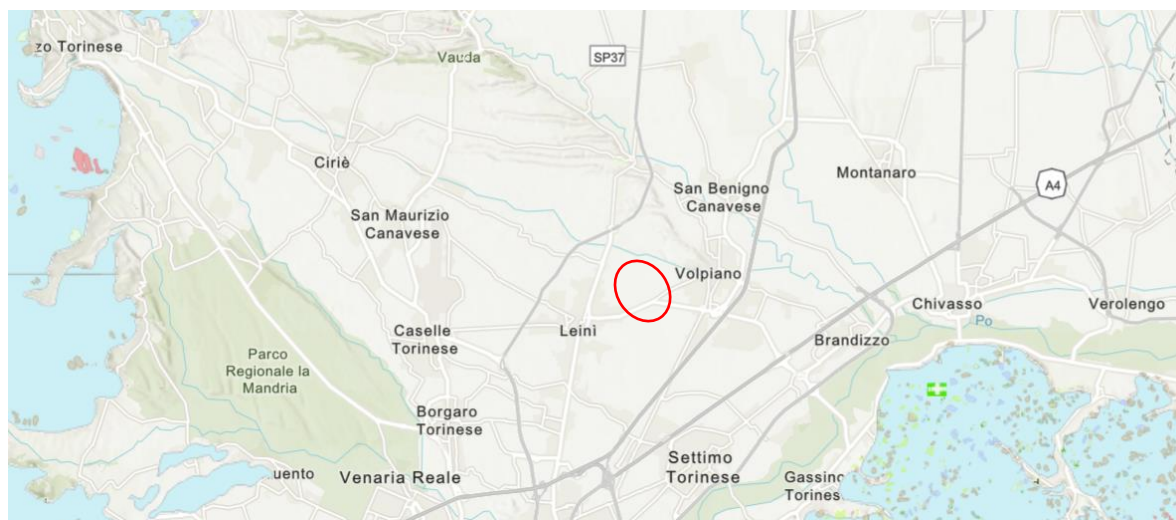 zo Torinese
Vauda
SP37
Ciriè
San Benigno
Canavese
Montanaro
A4
San Maurizio
Canavese
Volpiano
Chivasso
Verolengo
Po
Caselle
Torinese
Leinì
Brandizzo
Parco
Regionale la
Mandria
Borgaro
Torinese
uento
Venaria Reale
Settimo
Torinese
Gassino
Torines